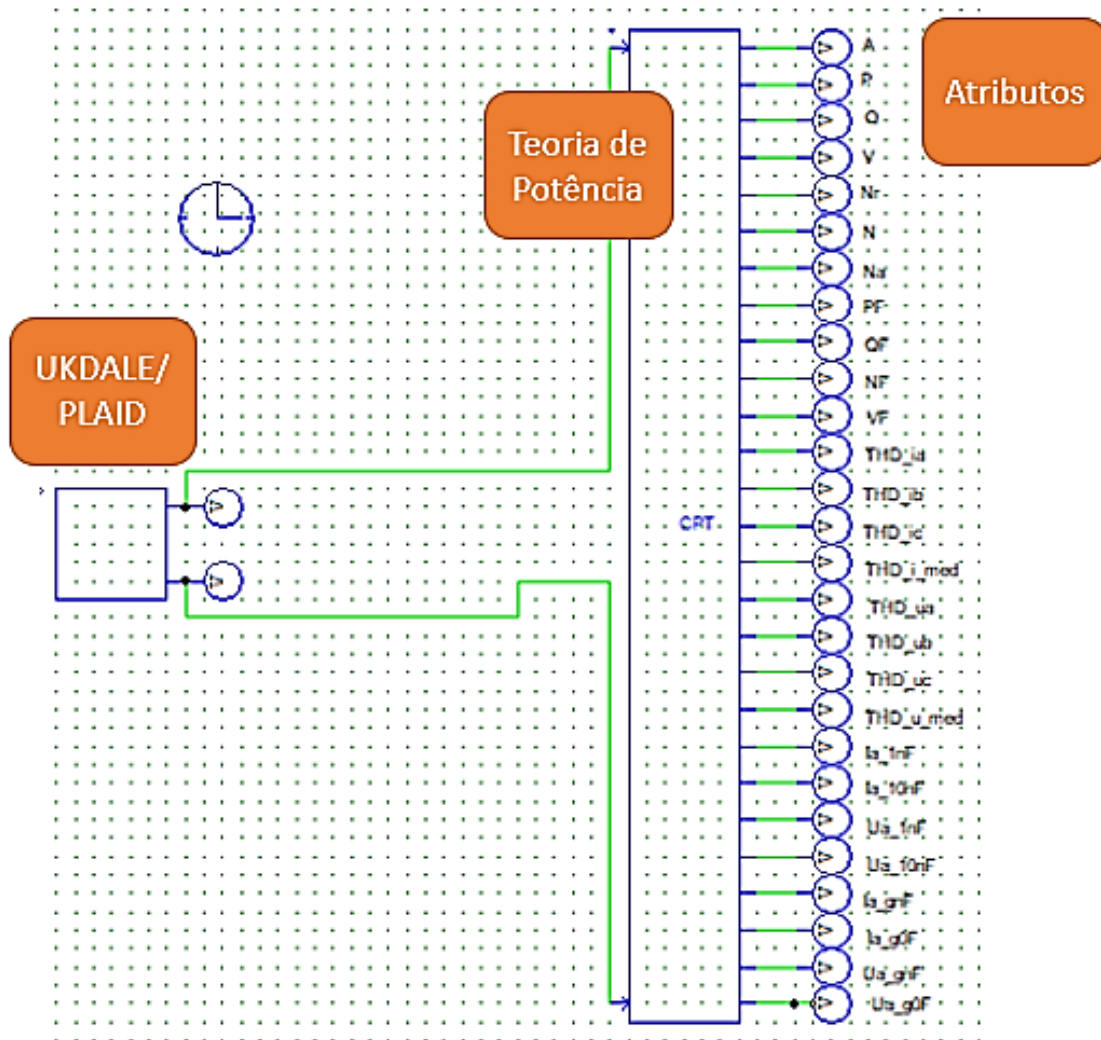 Atributos
Teoria de
Potência
UKDALE/
PLAID
CRT
A
P
Q
V
Nr
N
Na
PF
QF
NF
VF
THD_ia
THD_ib
THD_ic
THD_i_med
THD_ua
THD_ub
THD_uc
THD_u_med
Ia_1nF
Ia_10nF
Ua_1nF
Ua_10nF
Ia_gnF
Ia_g0F
Ua_gnF
Ua_g0F